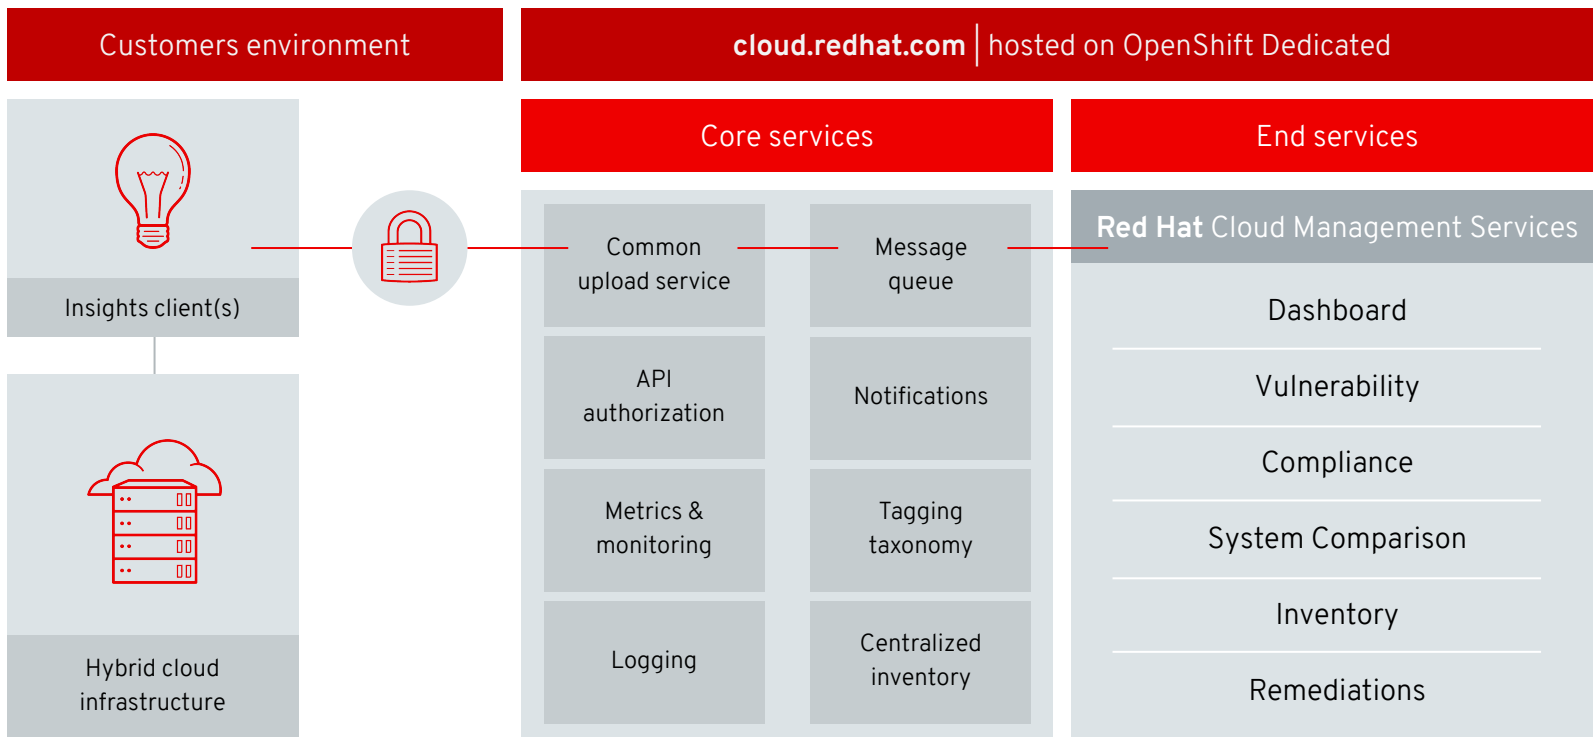 Customers environment
cloud.redhat.com | hosted on OpenShift Dedicated
Insights client(s)
Hybrid cloud
infrastructure
Core services
Common
upload service
Message
queue
API
authorization
Notifications
Metrics &
monitoring
Tagging
taxonomy
Logging
Centralized
inventory
End services
Red Hat Cloud Management Services
Dashboard
Vulnerability
Compliance
System Comparison
Inventory
Remediations